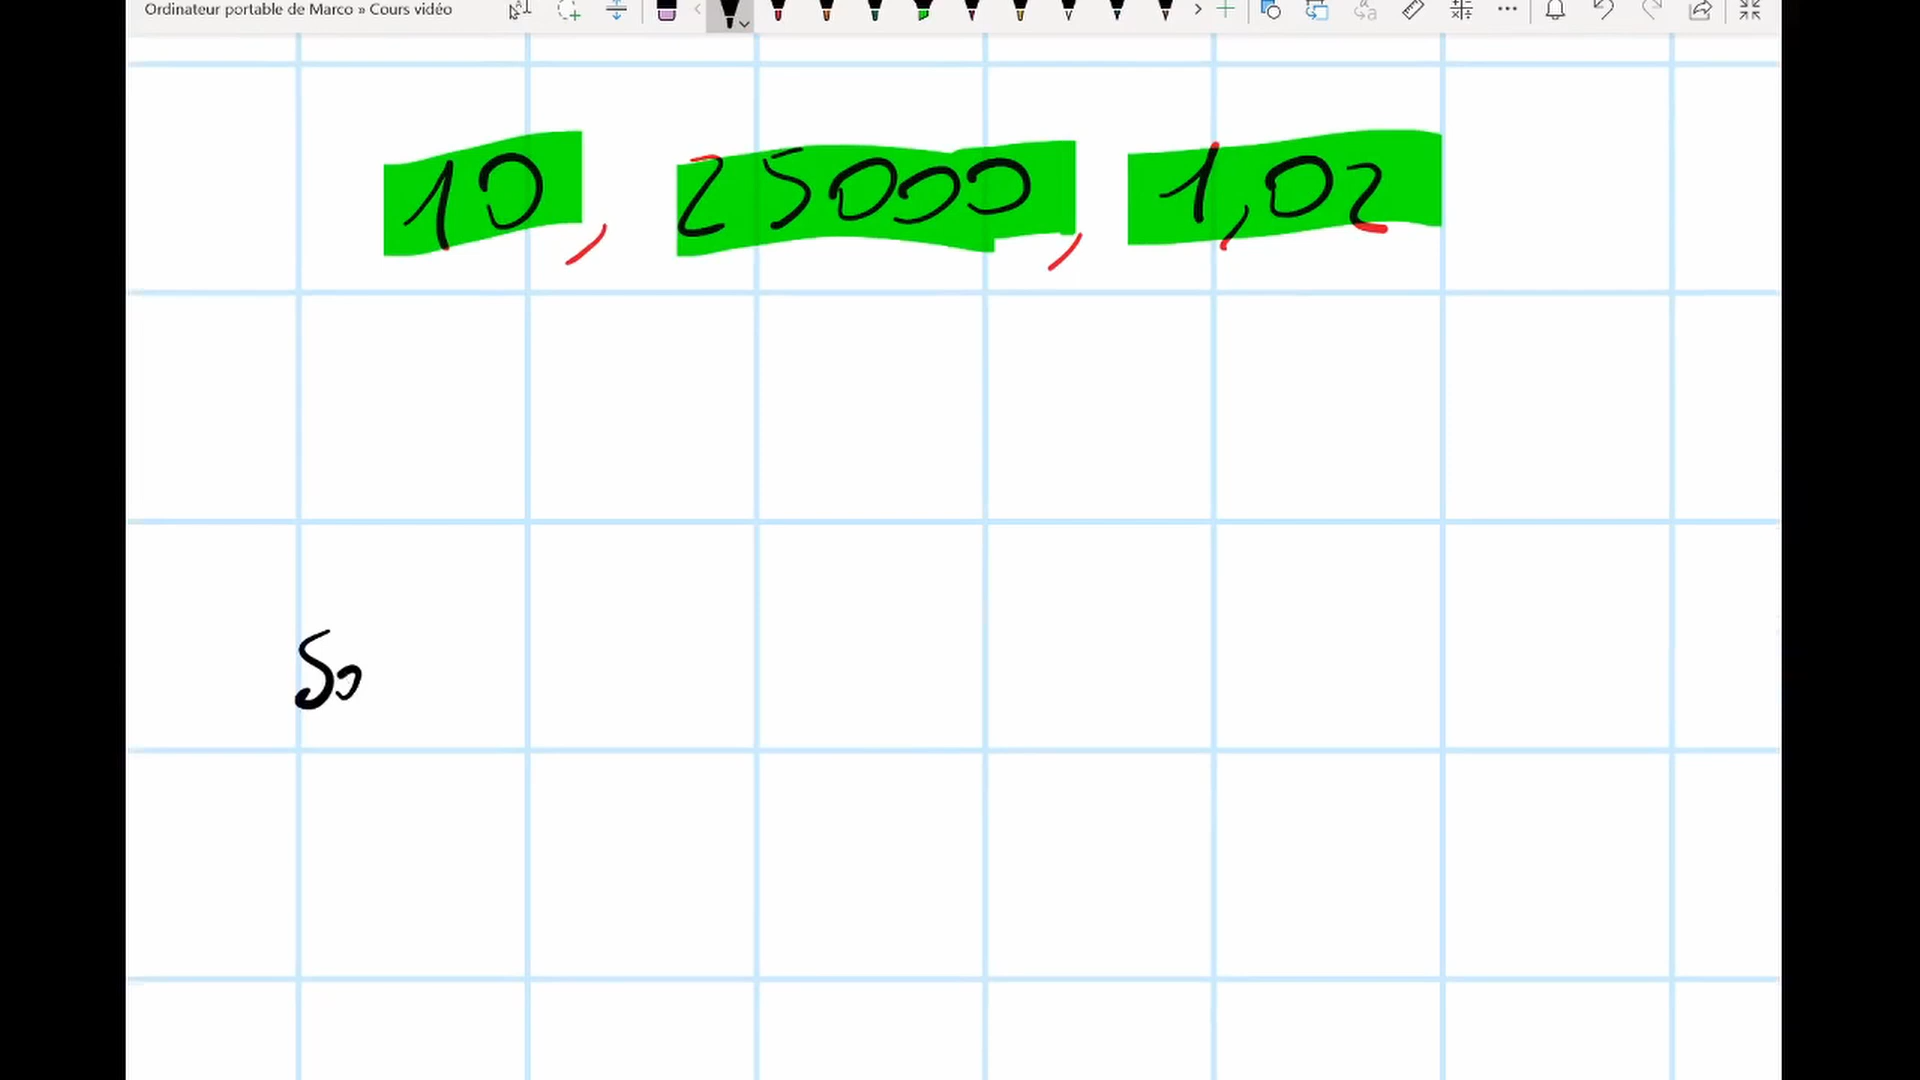 Ordinateur portable de Marco » Cours vidéo
10, 25000, 1,02
So